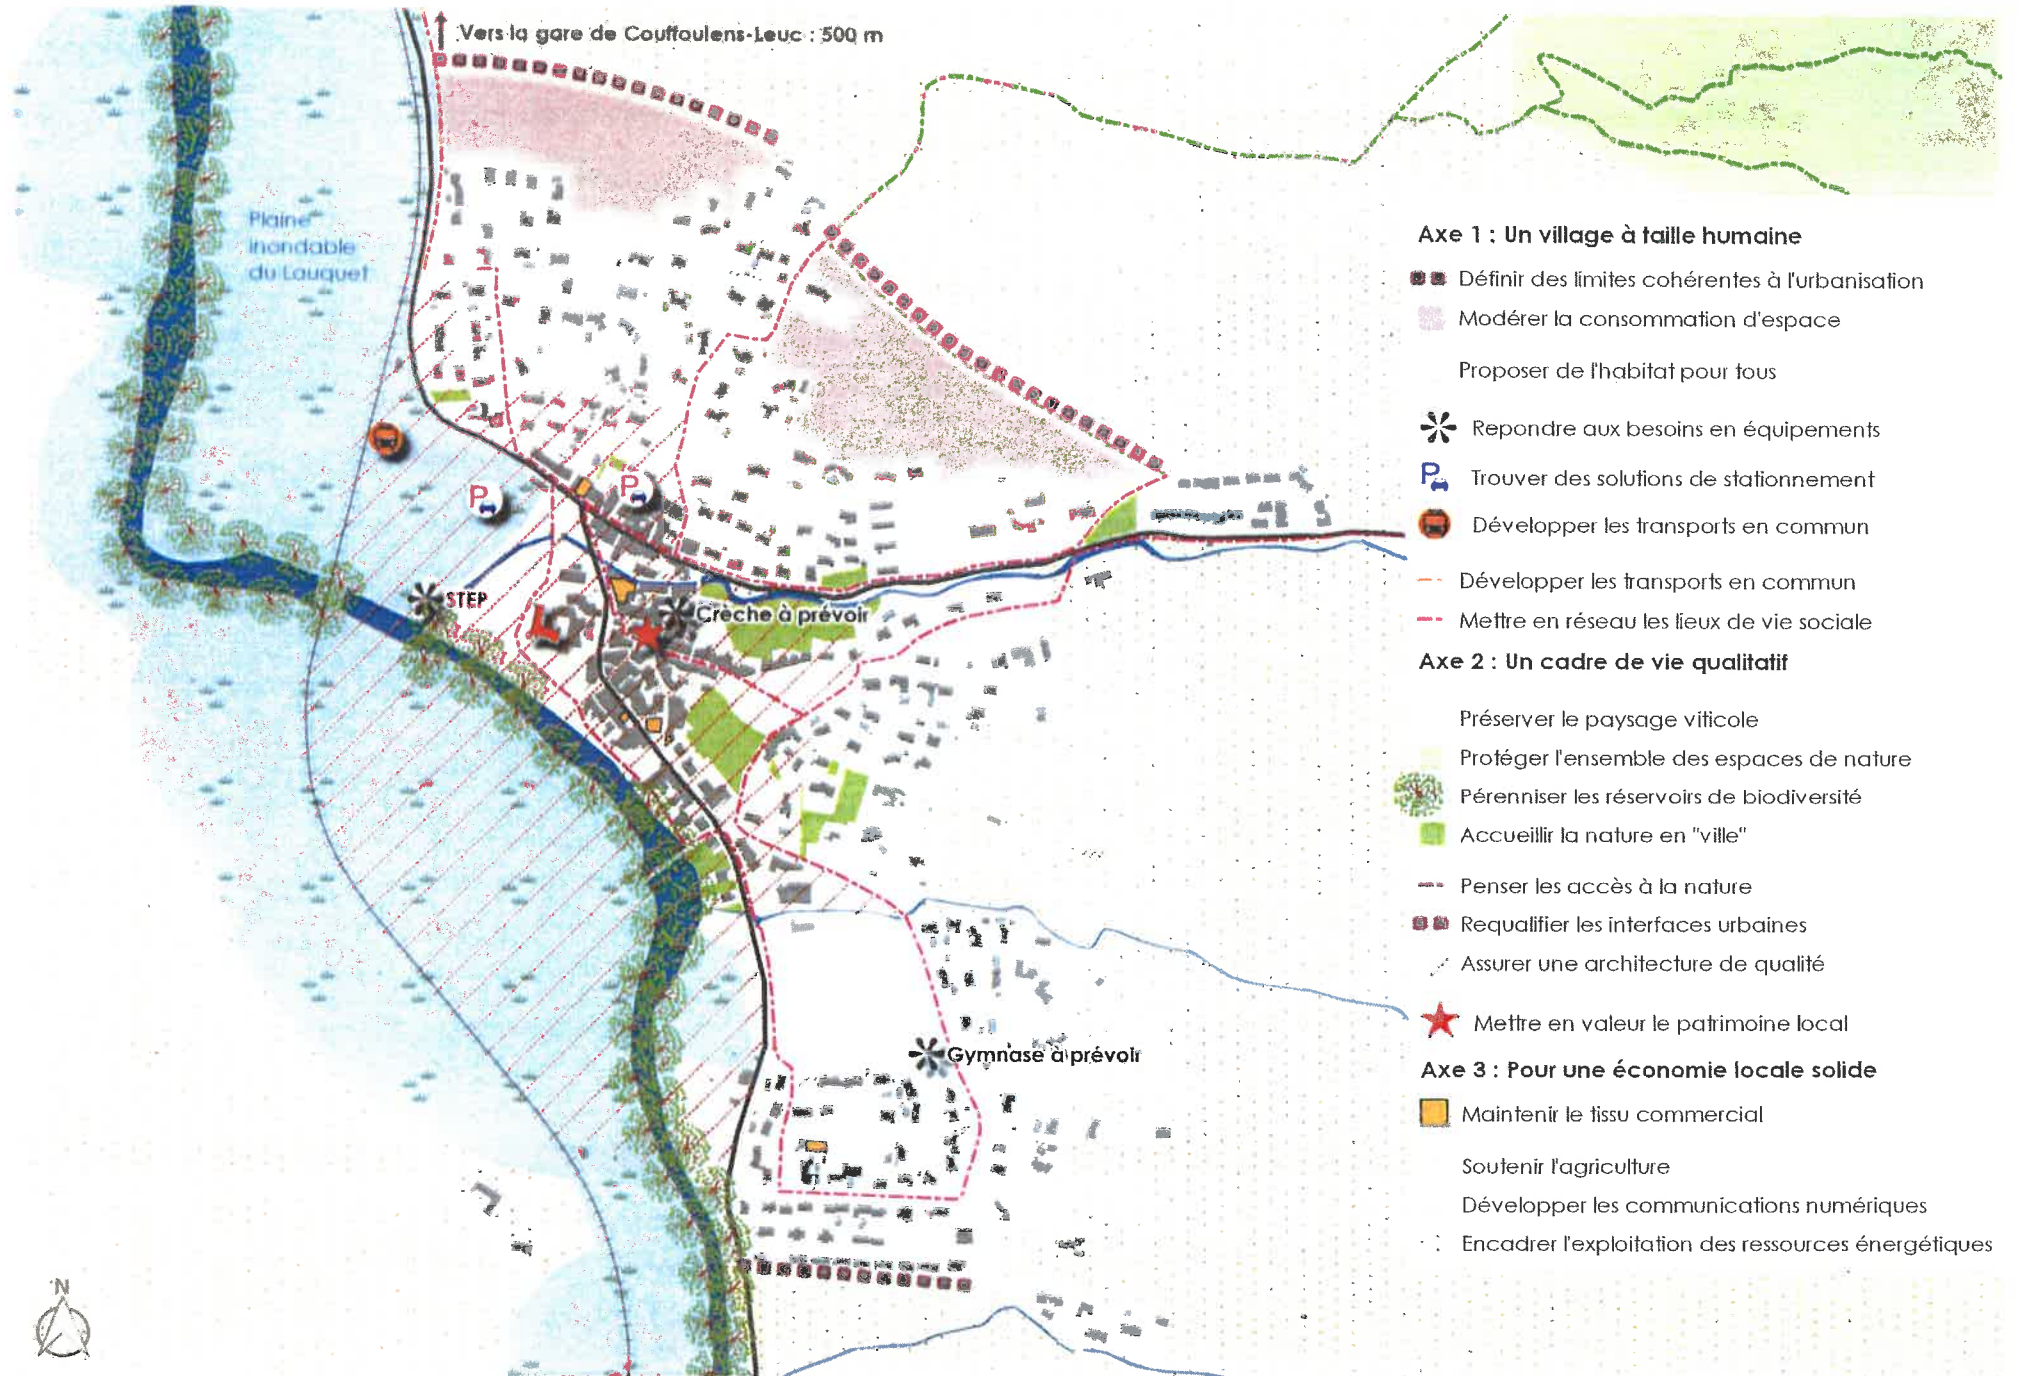 Vers la gare de Couffoulens-Leuc : 500 m
Plaine
inondable
du Lauquet
P
P
STEP
Crèche à prévoir
Gymnase à prévoir
N
Axe 1 : Un village à taille humaine
Définir des limites cohérentes à l'urbanisation
Modérer la consommation d'espace
Proposer de l'habitat pour tous
Repondre aux besoins en équipements
P Trouver des solutions de stationnement
Développer les transports en commun
Développer les transports en commun
Mettre en réseau les lieux de vie sociale
Axe 2 : Un cadre de vie qualitatif
Préserver le paysage viticole
Protéger l'ensemble des espaces de nature
Pérenniser les réservoirs de biodiversité
Accueillir la nature en "ville"
Penser les accès à la nature
Requalifier les interfaces urbaines
Assurer une architecture de qualité
Mettre en valeur le patrimoine local
Axe 3 : Pour une économie locale solide
Maintenir le tissu commercial
Soutenir l'agriculture
Développer les communications numériques
Encadrer l'exploitation des ressources énergétiques